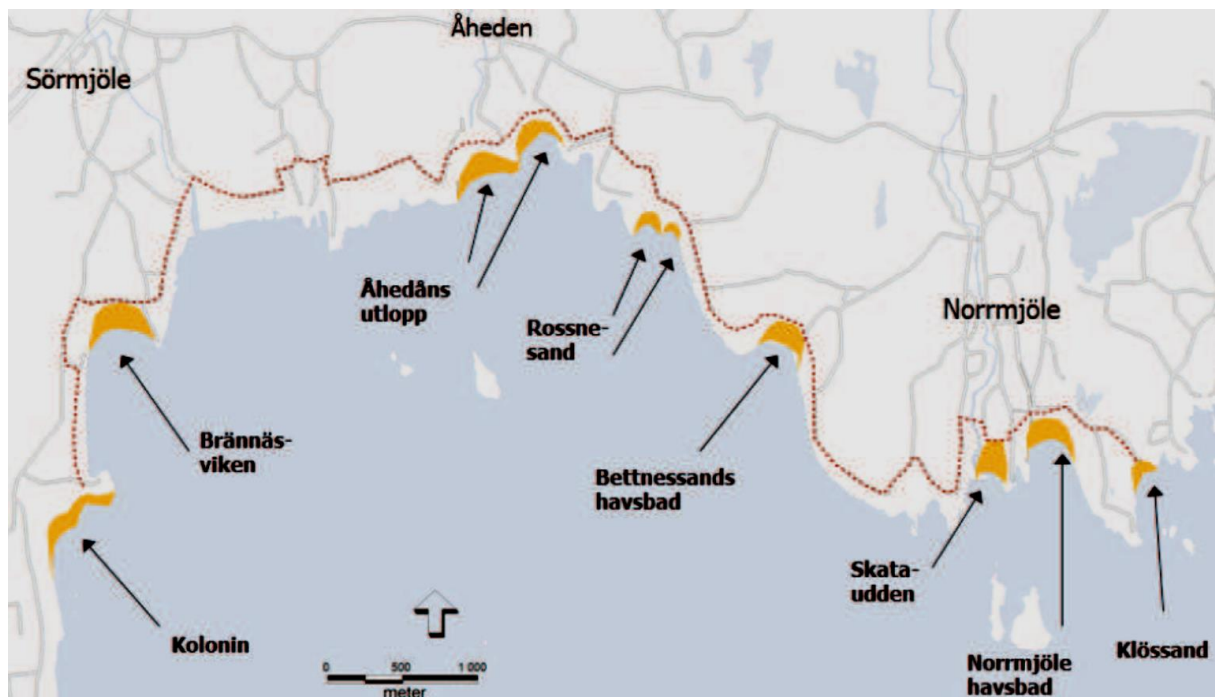 Åheden
Sörmjöle
Åhedåns
utlopp
Rossne-
sand
Norrmjöle
Brännäs-
viken
Bettnessands
havsbad
Skata-
udden
Kolonin
Norrmjöle
havsbad
Klössand
0 500 1 000
meter